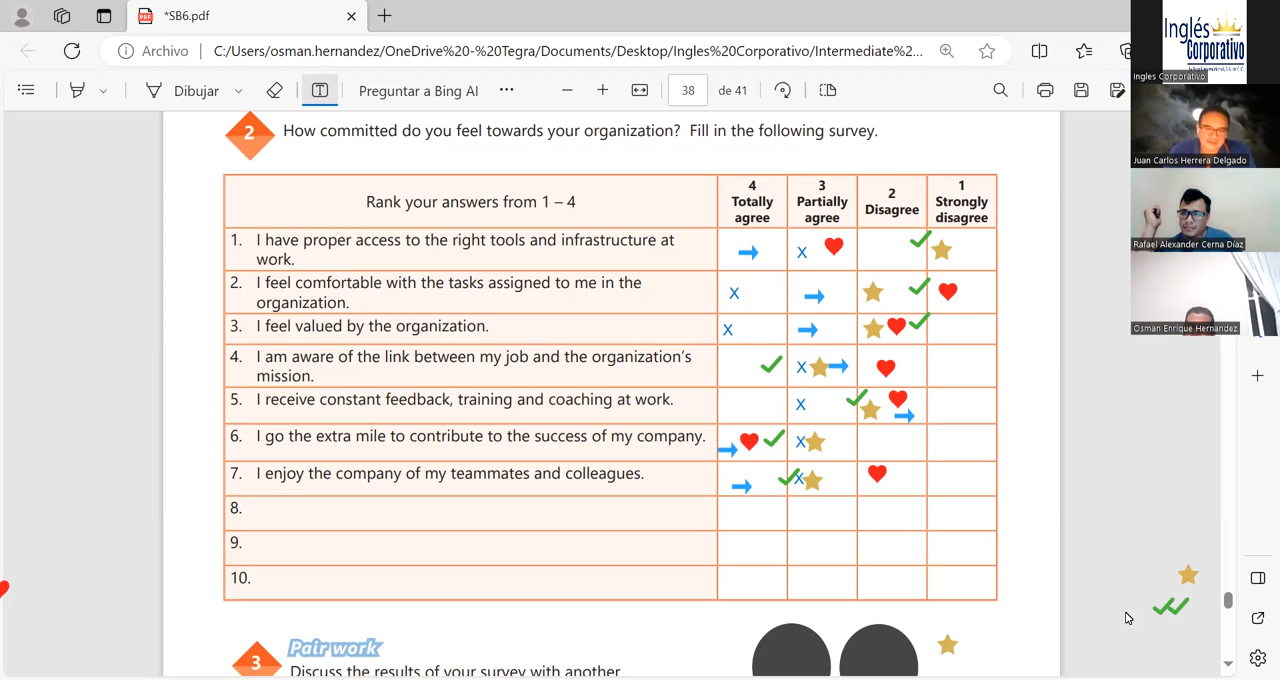 *SB6.pdf
Archivo
C:/Users/osman.hernandez/OneDrive%20-%20Tegra/Documents/Desktop/Ingles%20Corporativo/Intermediate%2...
Dibujar
Preguntar a Bing AI
38
de 41
Inglés
Corporativo
Ingles Corporativo
Juan Carlos Herrera Delgado
Rafael Alexander Cerna Díaz
Osman Enrique Hernandez
2
How committed do you feel towards your organization? Fill in the following survey.
Rank your answers from 1 – 4
4
Totally
agree
3
Partially
agree
2
Disagree
1
Strongly
disagree
1. I have proper access to the right tools and infrastructure at
work.
X
2. I feel comfortable with the tasks assigned to me in the
organization.
X
3. I feel valued by the organization.
X
4. I am aware of the link between my job and the organization's
mission.
X
5. I receive constant feedback, training and coaching at work.
X
6. I go the extra mile to contribute to the success of my company.
X
7. I enjoy the company of my teammates and colleagues.
X
8.
9.
10.
3
Pair work
Discuss the results of your survey with another